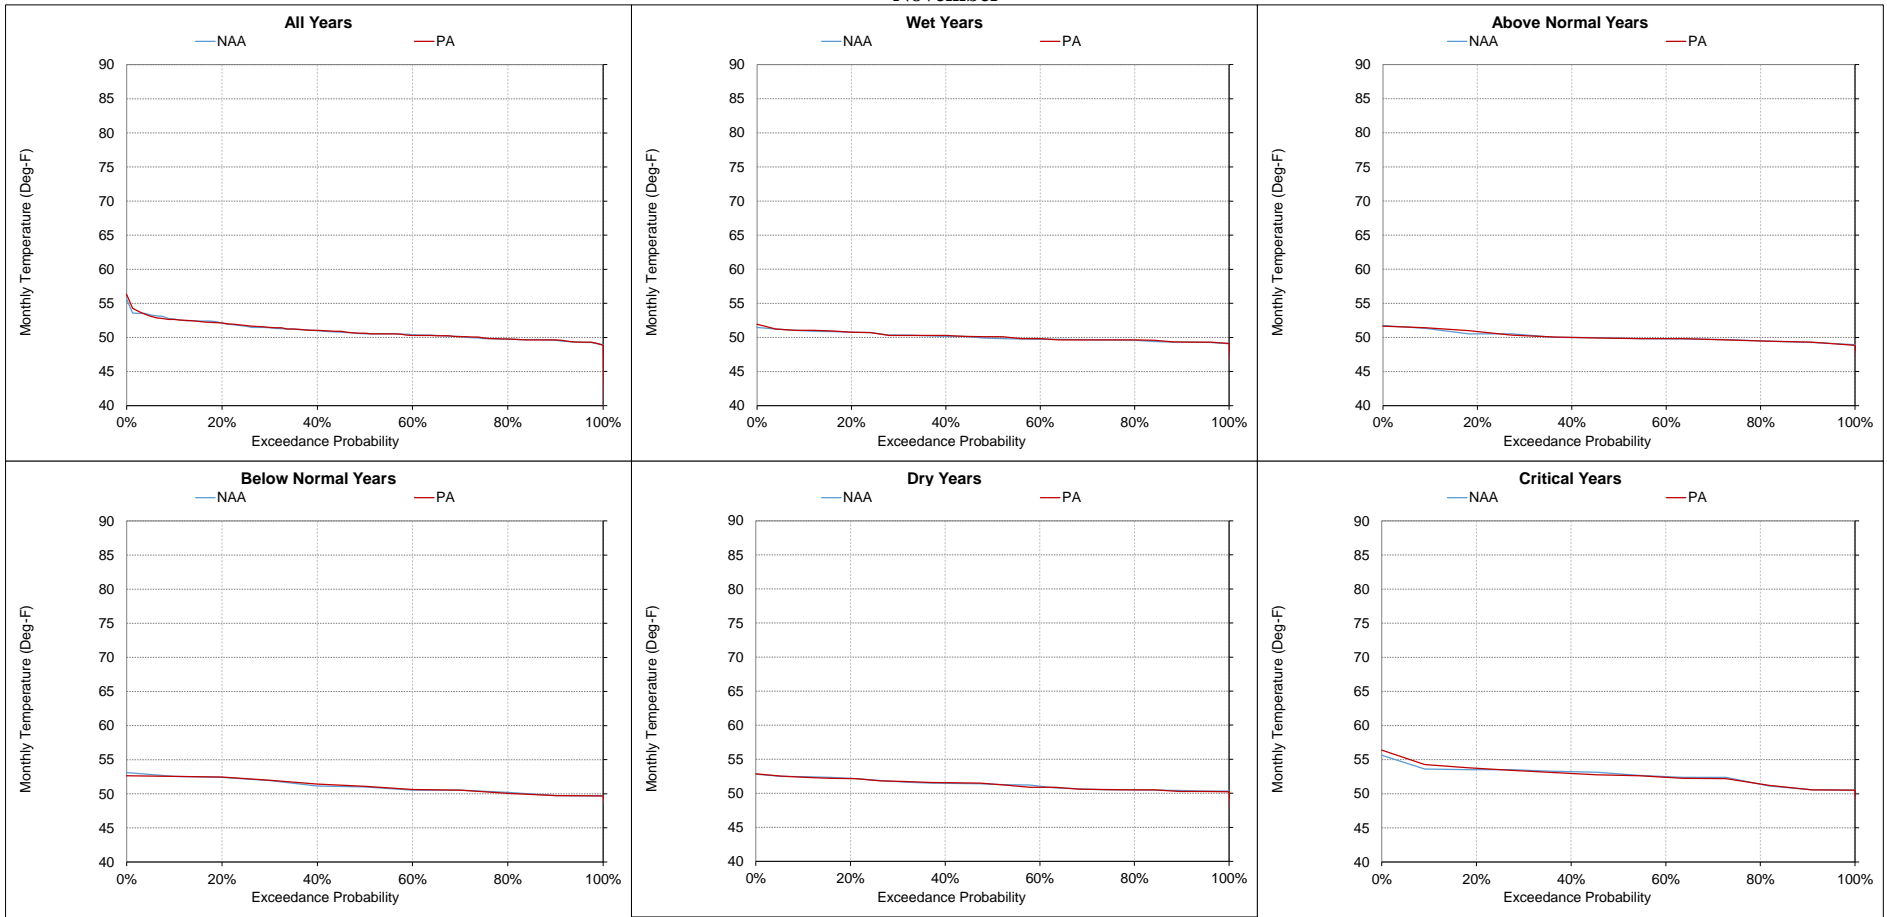 All Years
NAA PA
90
85
80
75
70
65
60
55
50
45
40
0% 20% 40% 60% 80% 100%
Monthly Temperature (Deg-F)
Exceedance Probability
Wet Years
NAA PA
90
85
80
75
70
65
60
55
50
45
40
0% 20% 40% 60% 80% 100%
Monthly Temperature (Deg-F)
Exceedance Probability
Above Normal Years
NAA PA
90
85
80
75
70
65
60
55
50
45
40
0% 20% 40% 60% 80% 100%
Monthly Temperature (Deg-F)
Exceedance Probability
Below Normal Years
NAA PA
90
85
80
75
70
65
60
55
50
45
40
0% 20% 40% 60% 80% 100%
Monthly Temperature (Deg-F)
Exceedance Probability
Dry Years
NAA PA
90
85
80
75
70
65
60
55
50
45
40
0% 20% 40% 60% 80% 100%
Monthly Temperature (Deg-F)
Exceedance Probability
Critical Years
NAA PA
90
85
80
75
70
65
60
55
50
45
40
0% 20% 40% 60% 80% 100%
Monthly Temperature (Deg-F)
Exceedance Probability